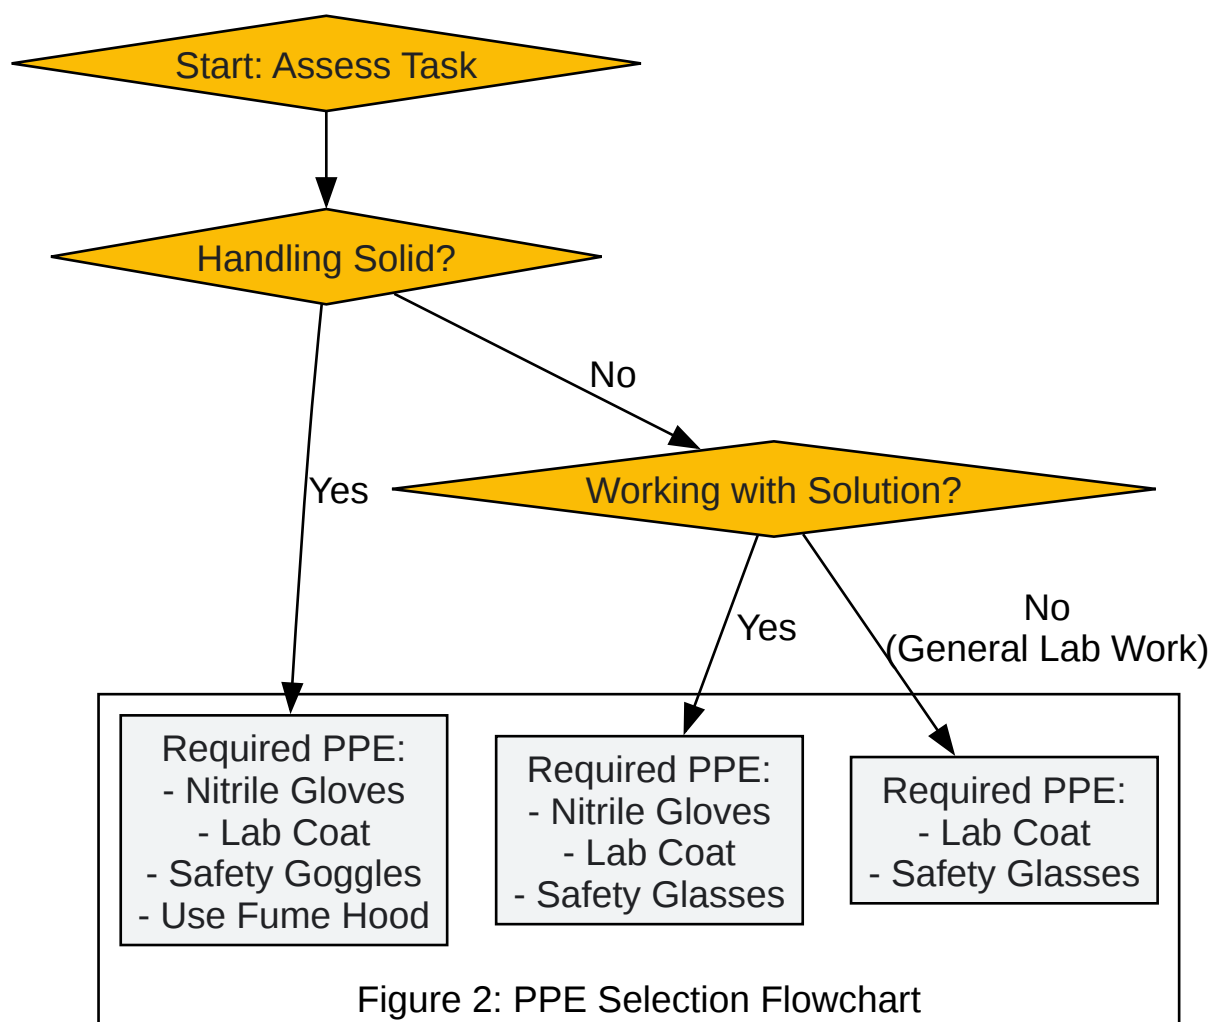 Start: Assess Task
Handling Solid?
No
Yes
Working with Solution?
Yes
No
(General Lab Work)
Required PPE:
- Nitrile Gloves
- Lab Coat
- Safety Goggles
- Use Fume Hood
Required PPE:
- Nitrile Gloves
- Lab Coat
- Safety Glasses
Required PPE:
- Lab Coat
- Safety Glasses
Figure 2: PPE Selection Flowchart